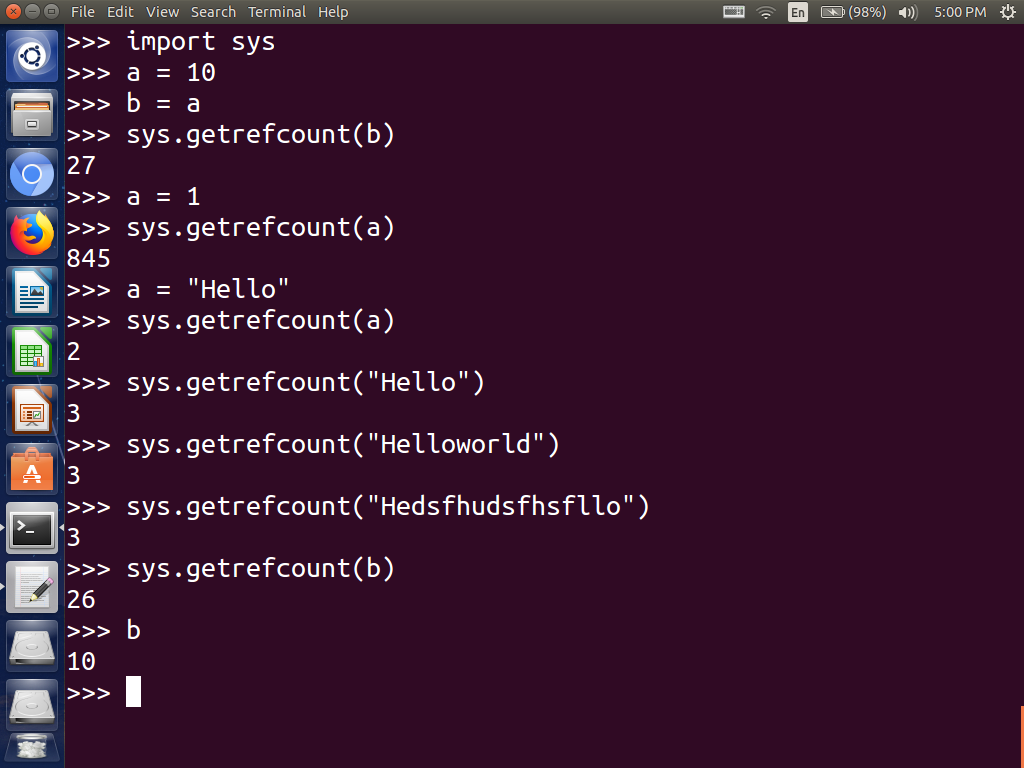 File Edit View Search Terminal Help En (98%) 5:00 PM
>>> import sys
>>> a = 10
>>> b = a
>>> sys.getrefcount(b)
27
>>> a = 1
>>> sys.getrefcount(a)
845
>>> a = "Hello"
>>> sys.getrefcount(a)
2
>>> sys.getrefcount("Hello")
3
>>> sys.getrefcount("Helloworld")
3
>>> sys.getrefcount("Hedsfhudsfhsfllo")
3
>>> sys.getrefcount(b)
26
>>> b
10
>>>